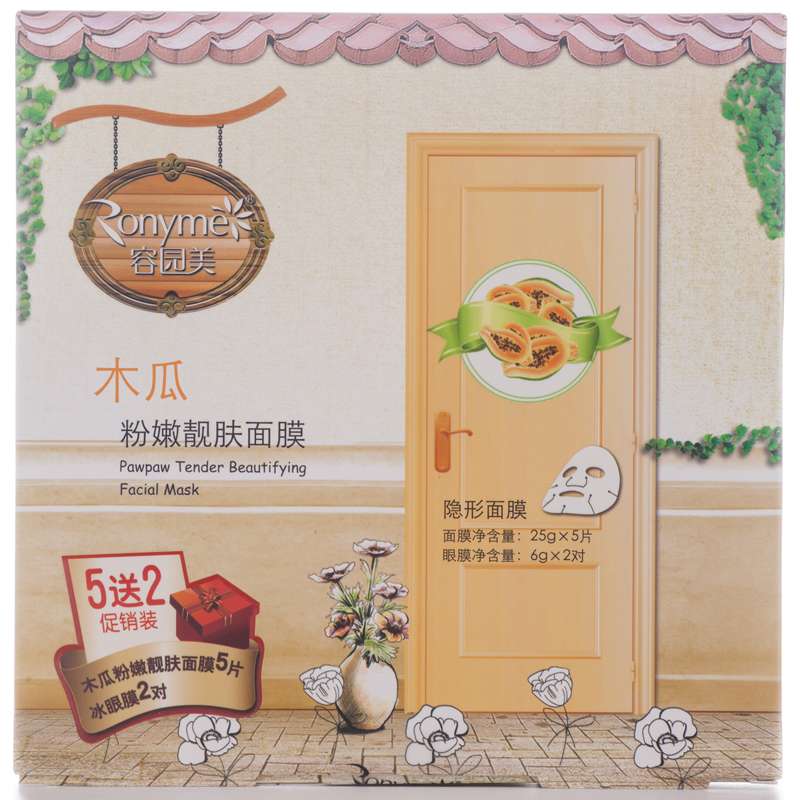 Ronyme®
容园美
木瓜
粉嫩靓肤面膜
Pawpaw Tender Beautifying
Facial Mask
隐形面膜
面膜净含量：25g×5片
眼膜净含量：6g×2对
5送2
促销装
木瓜粉嫩靓肤面膜5片
冰眼膜2对
Ronyme